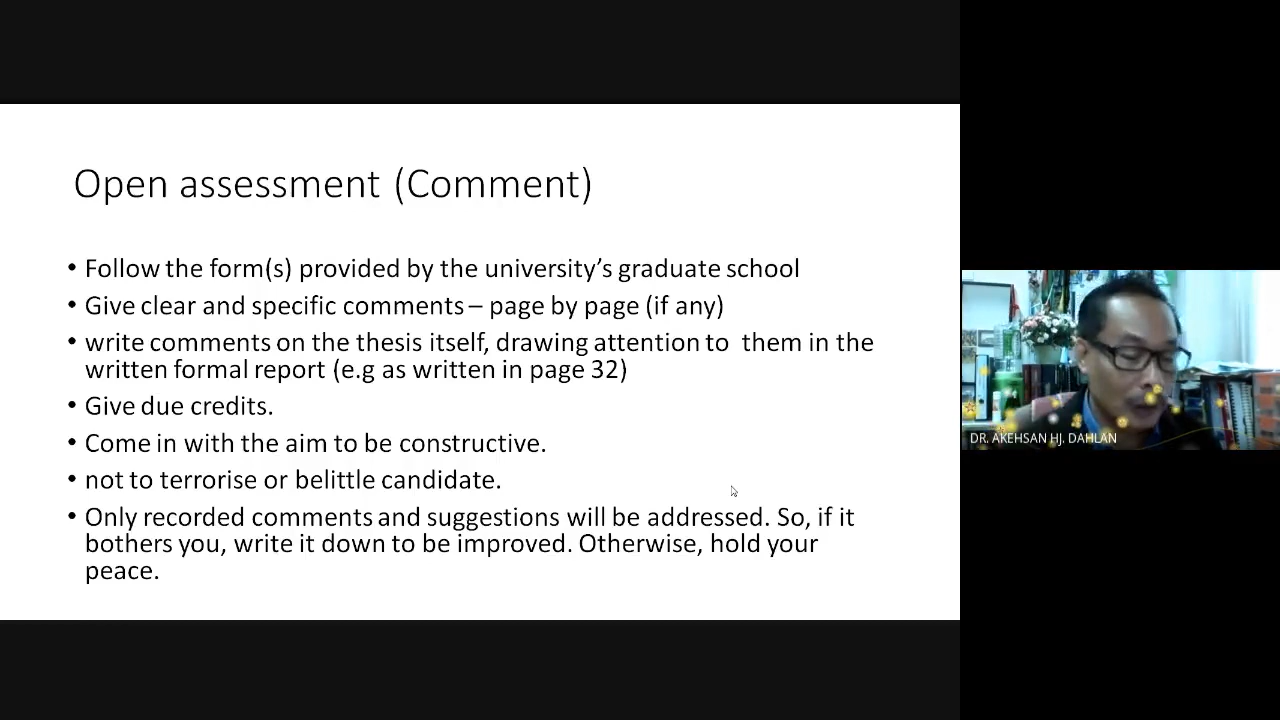 Open assessment (Comment)
• Follow the form(s) provided by the university’s graduate school
• Give clear and specific comments – page by page (if any)
• write comments on the thesis itself, drawing attention to  them in the
written formal report (e.g as written in page 32)
• Give due credits.
• Come in with the aim to be constructive.
• not to terrorise or belittle candidate.
• Only recorded comments and suggestions will be addressed. So, if it
bothers you, write it down to be improved. Otherwise, hold your
peace.
DR. AKEHSAN HJ. DAHLAN